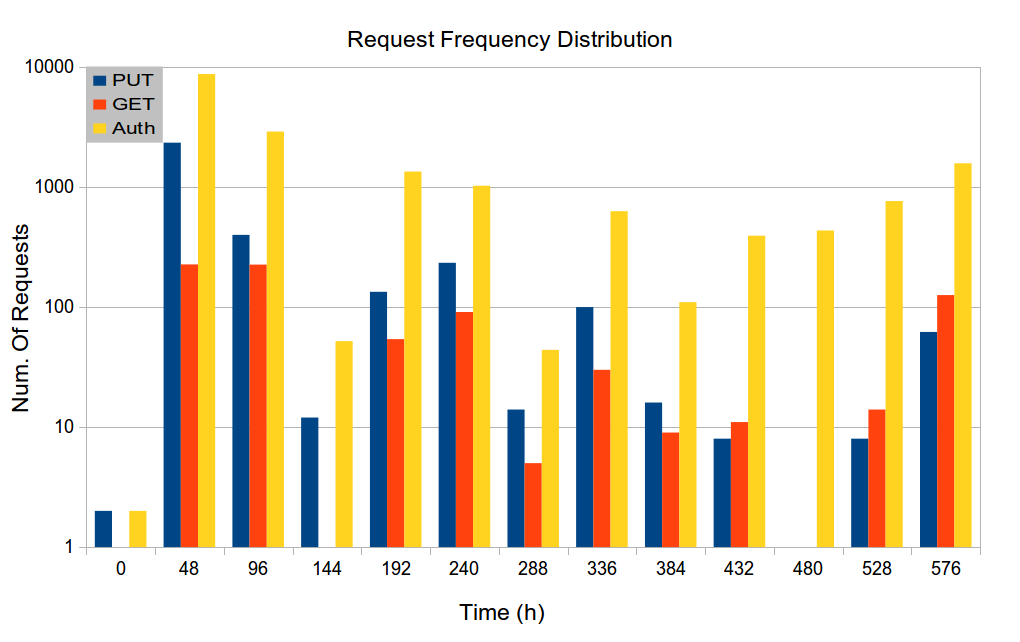 Request Frequency Distribution
10000
PUT
GET
Auth
1000
100
10
1
Num. Of Requests
0 48 96 144 192 240 288 336 384 432 480 528 576
Time (h)